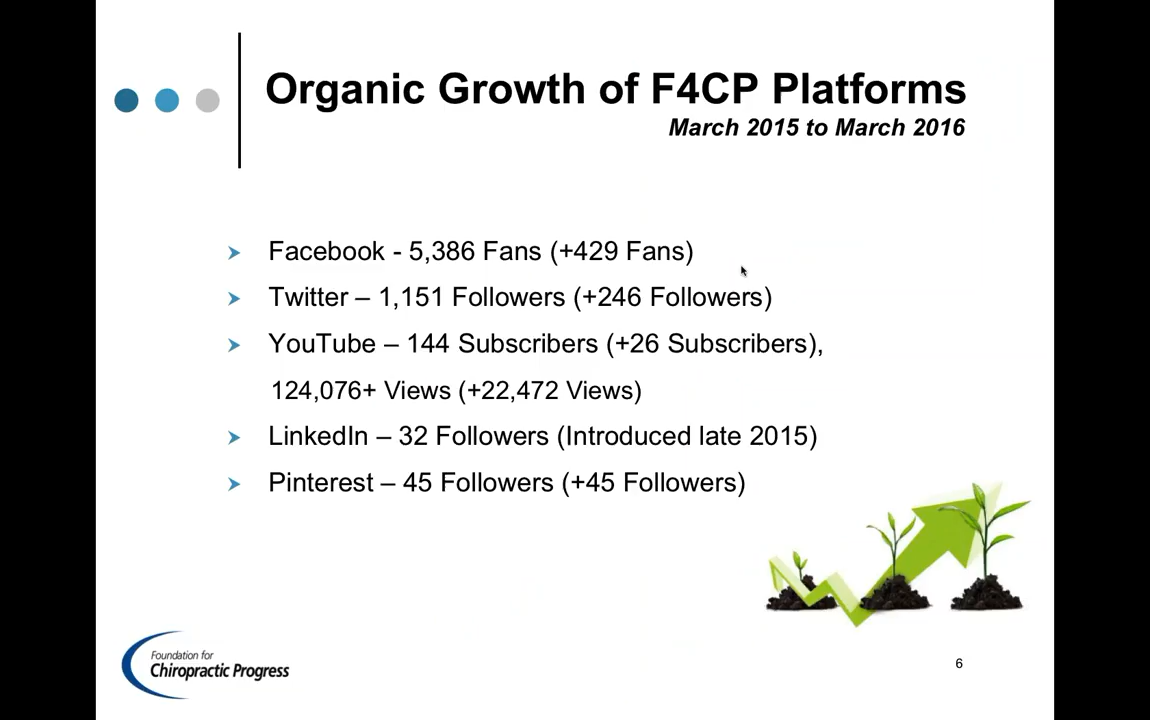 Organic Growth of F4CP Platforms
March 2015 to March 2016
Facebook - 5,386 Fans (+429 Fans)
Twitter – 1,151 Followers (+246 Followers)
YouTube – 144 Subscribers (+26 Subscribers),
124,076+ Views (+22,472 Views)
LinkedIn – 32 Followers (Introduced late 2015)
Pinterest – 45 Followers (+45 Followers)
Foundation for
Chiropractic Progress
6